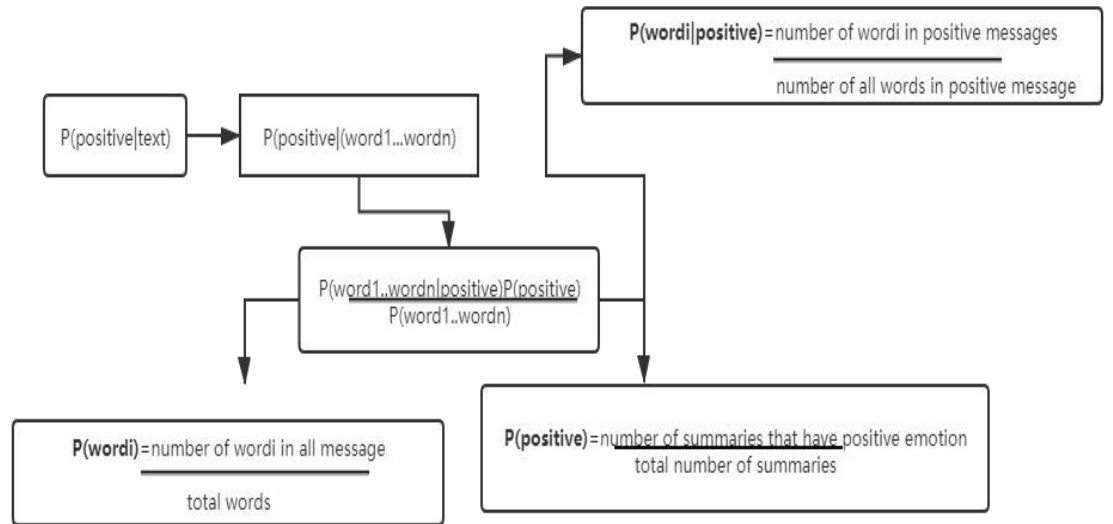 P(wordi|positive)=number of wordi in positive messages
number of all words in positive message
P(positive|text)
P(positive|(word1...wordn)
P(word1..wordn|positive)P(positive)
P(word1..wordn)
P(wordi)=number of wordi in all message
total words
P(positive)=number of summaries that have positive emotion
total number of summaries